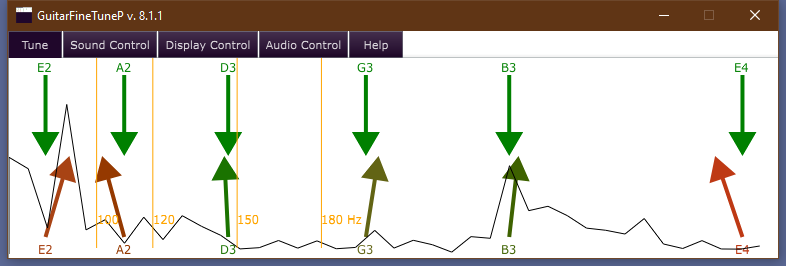 GuitarFineTuneP v. 8.1.1
Tune Sound Control Display Control Audio Control Help
E2 A2 D3 G3 B3 E4
100 120 150 180 Hz
E2 A2 D3 G3 B3 E4